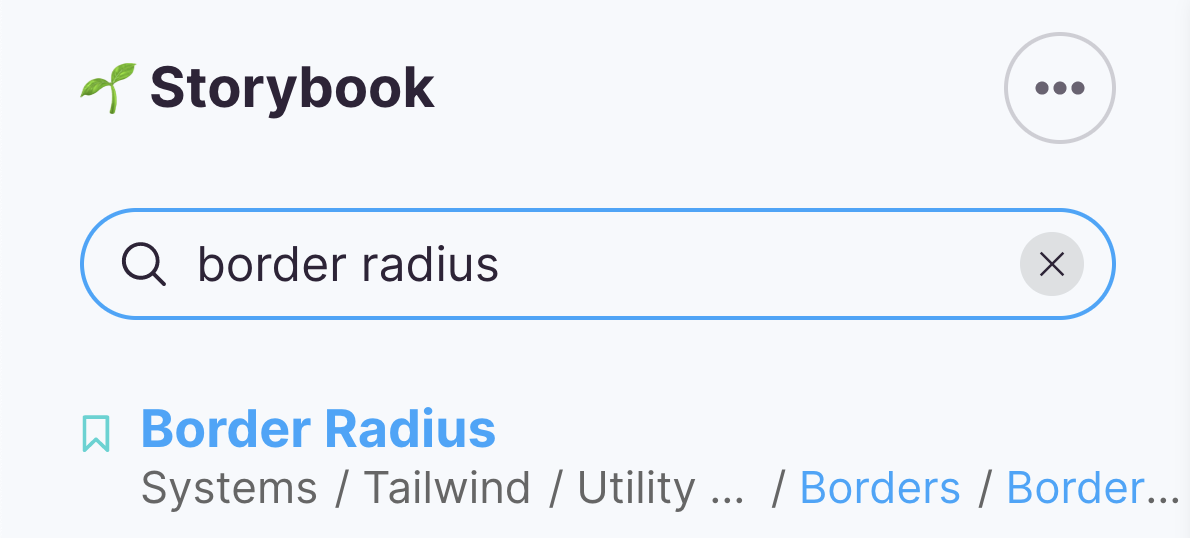 Storybook
border radius
Border Radius
Systems / Tailwind / Utility ... / Borders / Border...